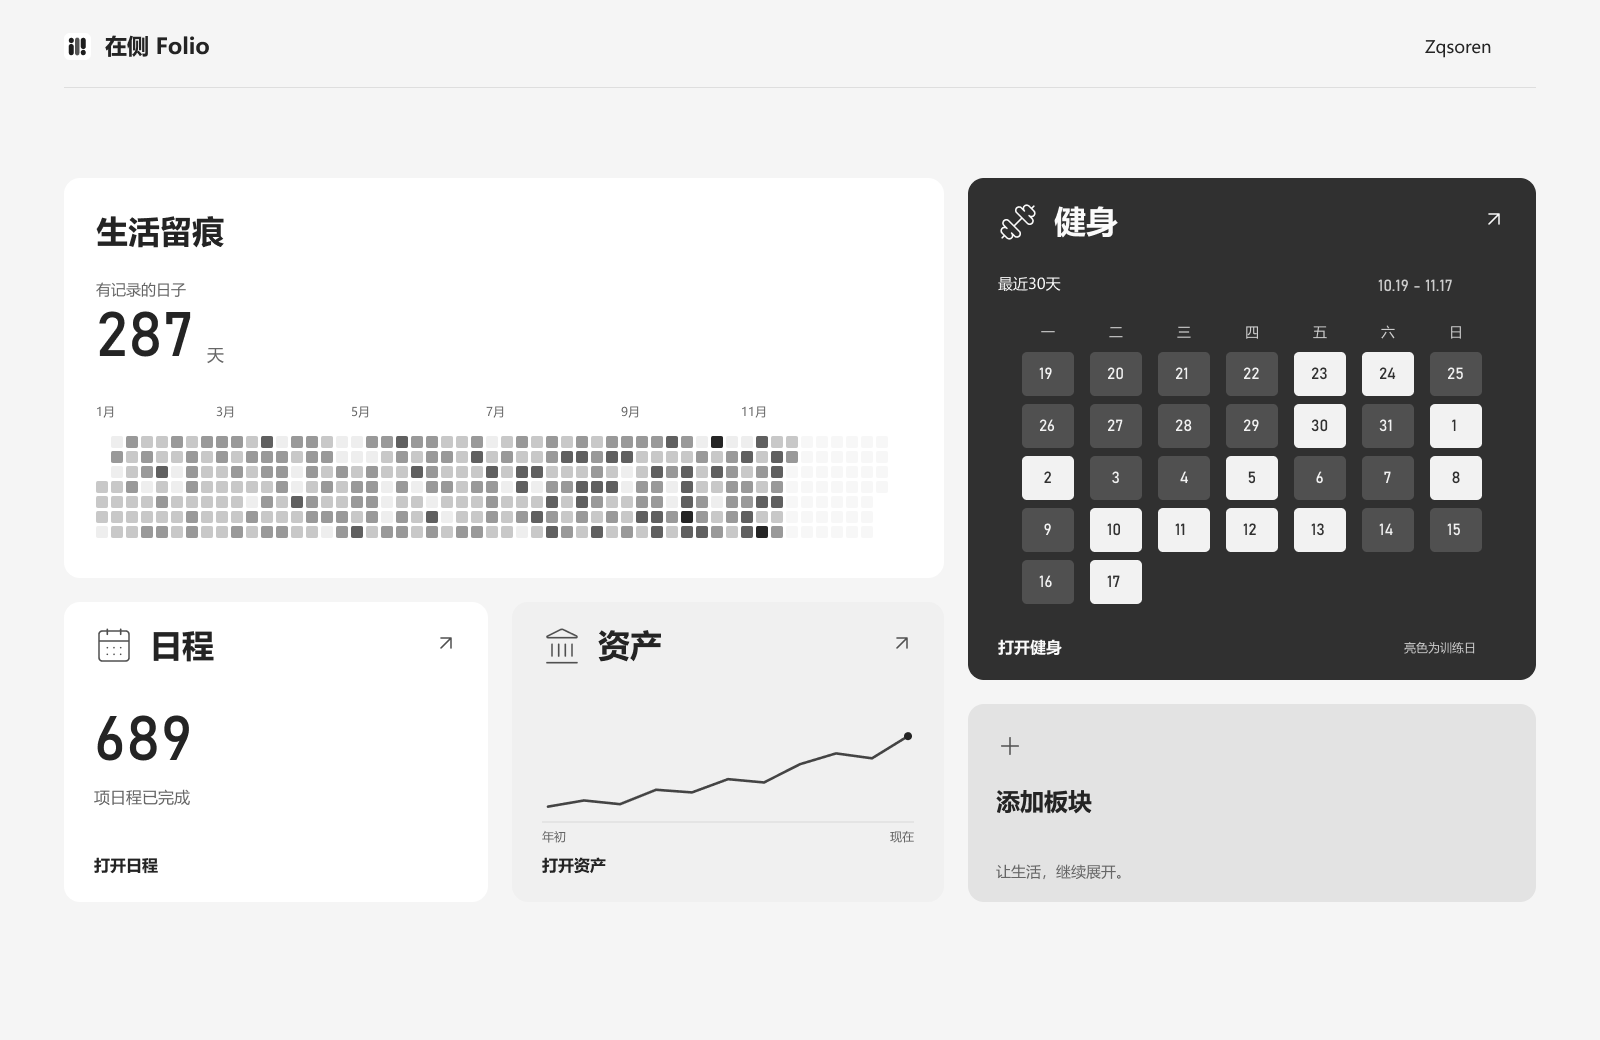 在侧 Folio
Zqsoren
生活留痕
有记录的日子
287 天
1月 3月 5月 7月 9月 11月
健身
最近30天 10.19 - 11.17
一 二 三 四 五 六 日
19 20 21 22 23 24 25
26 27 28 29 30 31 1
2 3 4 5 6 7 8
9 10 11 12 13 14 15
16 17
打开健身 亮色为训练日
日程
689
项日程已完成
打开日程
资产
年初 现在
打开资产
添加板块
让生活，继续展开。